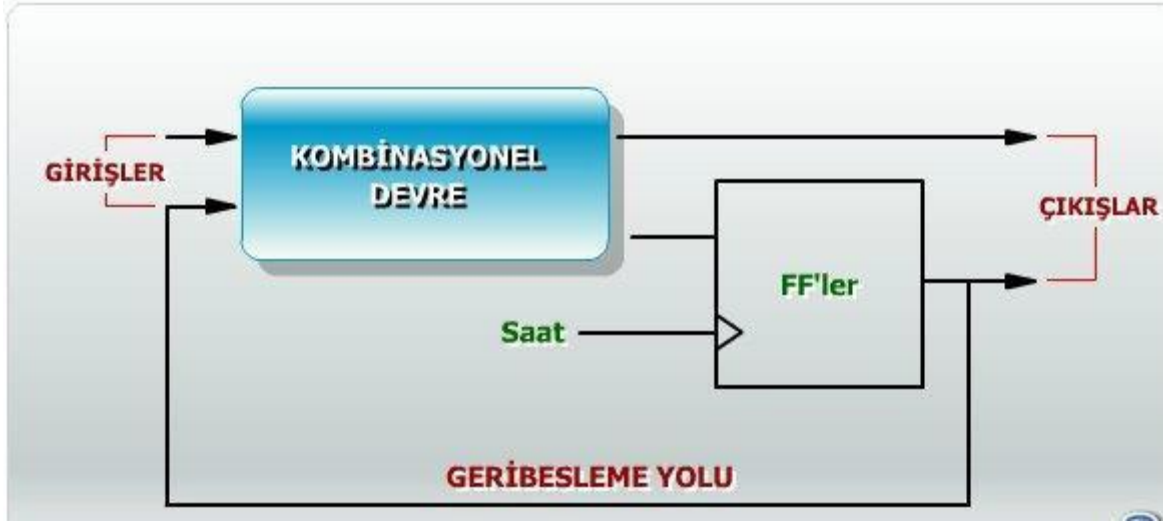 KOMBİNASYONEL
DEVRE
GİRİŞLER
ÇIKIŞLAR
FF'ler
Saat
GERİBESLEME YOLU